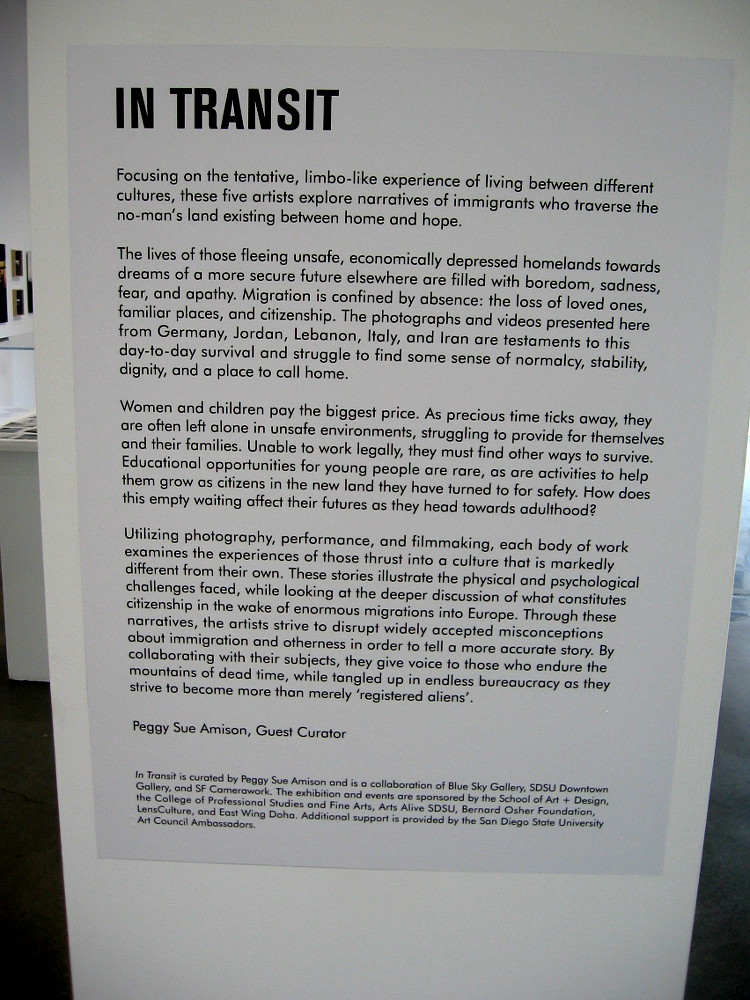 IN TRANSIT
Focusing on the tentative, limbo-like experience of living between different
cultures, these five artists explore narratives of immigrants who traverse the
no-man's land existing between home and hope.
The lives of those fleeing unsafe, economically depressed homelands towards
dreams of a more secure future elsewhere are filled with boredom, sadness,
fear, and apathy. Migration is confined by absence: the loss of loved ones,
familiar places, and citizenship. The photographs and videos presented here
from Germany, Jordan, Lebanon, Italy, and Iran are testaments to this
day-to-day survival and struggle to find some sense of normalcy, stability,
dignity, and a place to call home.
Women and children pay the biggest price. As precious time ticks away, they
are often left alone in unsafe environments, struggling to provide for themselves
and their families. Unable to work legally, they must find other ways to survive.
Educational opportunities for young people are rare, as are activities to help
them grow as citizens in the new land they have turned to for safety. How does
this empty waiting affect their futures as they head towards adulthood?
Utilizing photography, performance, and filmmaking, each body of work
examines the experiences of those thrust into a culture that is markedly
different from their own. These stories illustrate the physical and psychological
challenges faced, while looking at the deeper discussion of what constitutes
citizenship in the wake of enormous migrations into Europe. Through these
narratives, the artists strive to disrupt widely accepted misconceptions
about immigration and otherness in order to tell a more accurate story. By
collaborating with their subjects, they give voice to those who endure the
mountains of dead time, while tangled up in endless bureaucracy as they
strive to become more than merely 'registered aliens'.
Peggy Sue Amison, Guest Curator
In Transit is curated by Peggy Sue Amison and is a collaboration of Blue Sky Gallery, SDSU Downtown
Gallery, and SF Camerawork. The exhibition and events are sponsored by the School of Art + Design,
the College of Professional Studies and Fine Arts, Arts Alive SDSU, Bernard Osher Foundation,
LensCulture, and East Wing Doha. Additional support is provided by the San Diego State University
Art Council Ambassadors.